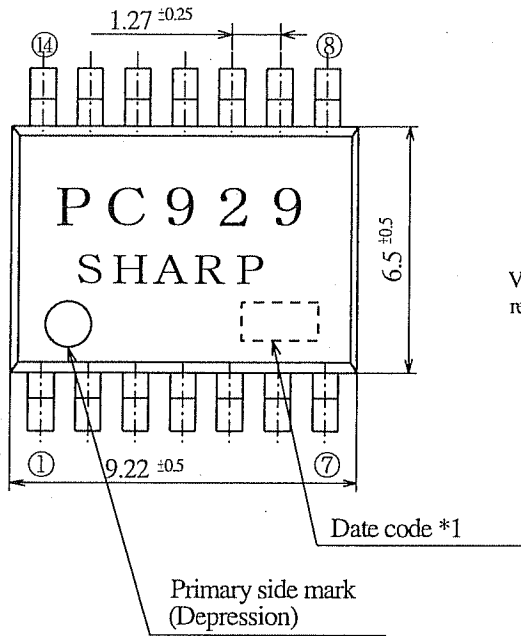 1.27 ±0.25
⑭ ⑧
PC929
SHARP
6.5 ±0.5
① ⑦
9.22 ±0.5
Date code *1
Primary side mark
(Depression)